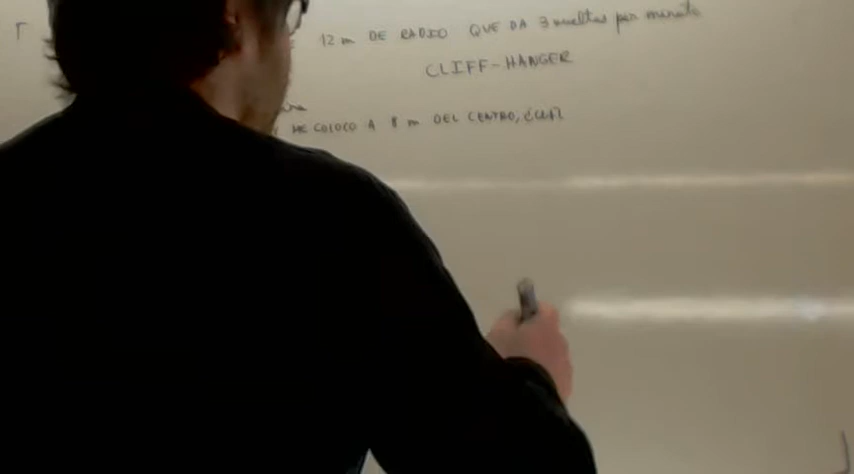 12 m DE RADIO QUE DA 3 vueltas por minuto
CLIFF-HANGER
ME COLOCO A 8 m DEL CENTRO, ¿CUÁL